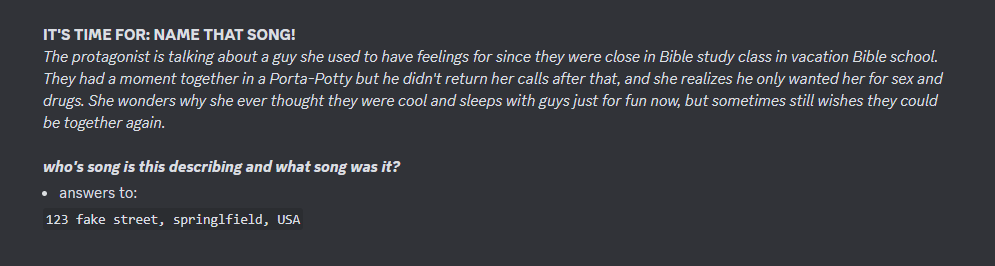 IT'S TIME FOR: NAME THAT SONG!
The protagonist is talking about a guy she used to have feelings for since they were close in Bible study class in vacation Bible school.
They had a moment together in a Porta-Potty but he didn't return her calls after that, and she realizes he only wanted her for sex and
drugs. She wonders why she ever thought they were cool and sleeps with guys just for fun now, but sometimes still wishes they could
be together again.
who's song is this describing and what song was it?
• answers to:
123 fake street, springlfield, USA